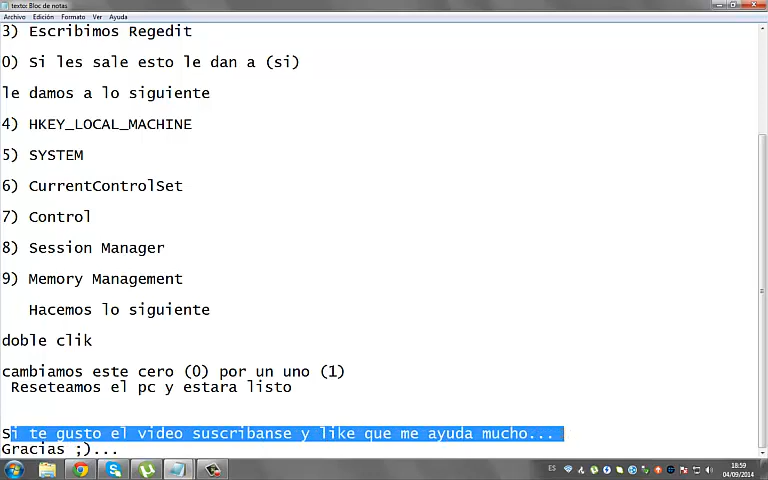 texto: Bloc de notas
Archivo Edición Formato Ver Ayuda
3) Escribimos Regedit
0) Si les sale esto le dan a (si)
le damos a lo siguiente
4) HKEY_LOCAL_MACHINE
5) SYSTEM
6) CurrentControlSet
7) Control
8) Session Manager
9) Memory Management
Hacemos lo siguiente
doble clik
cambiamos este cero (0) por un uno (1)
Reseteamos el pc y estara listo
Si te gusto el video suscribanse y like que me ayuda mucho...
Gracias ;)...
ES
18:59
04/09/2014